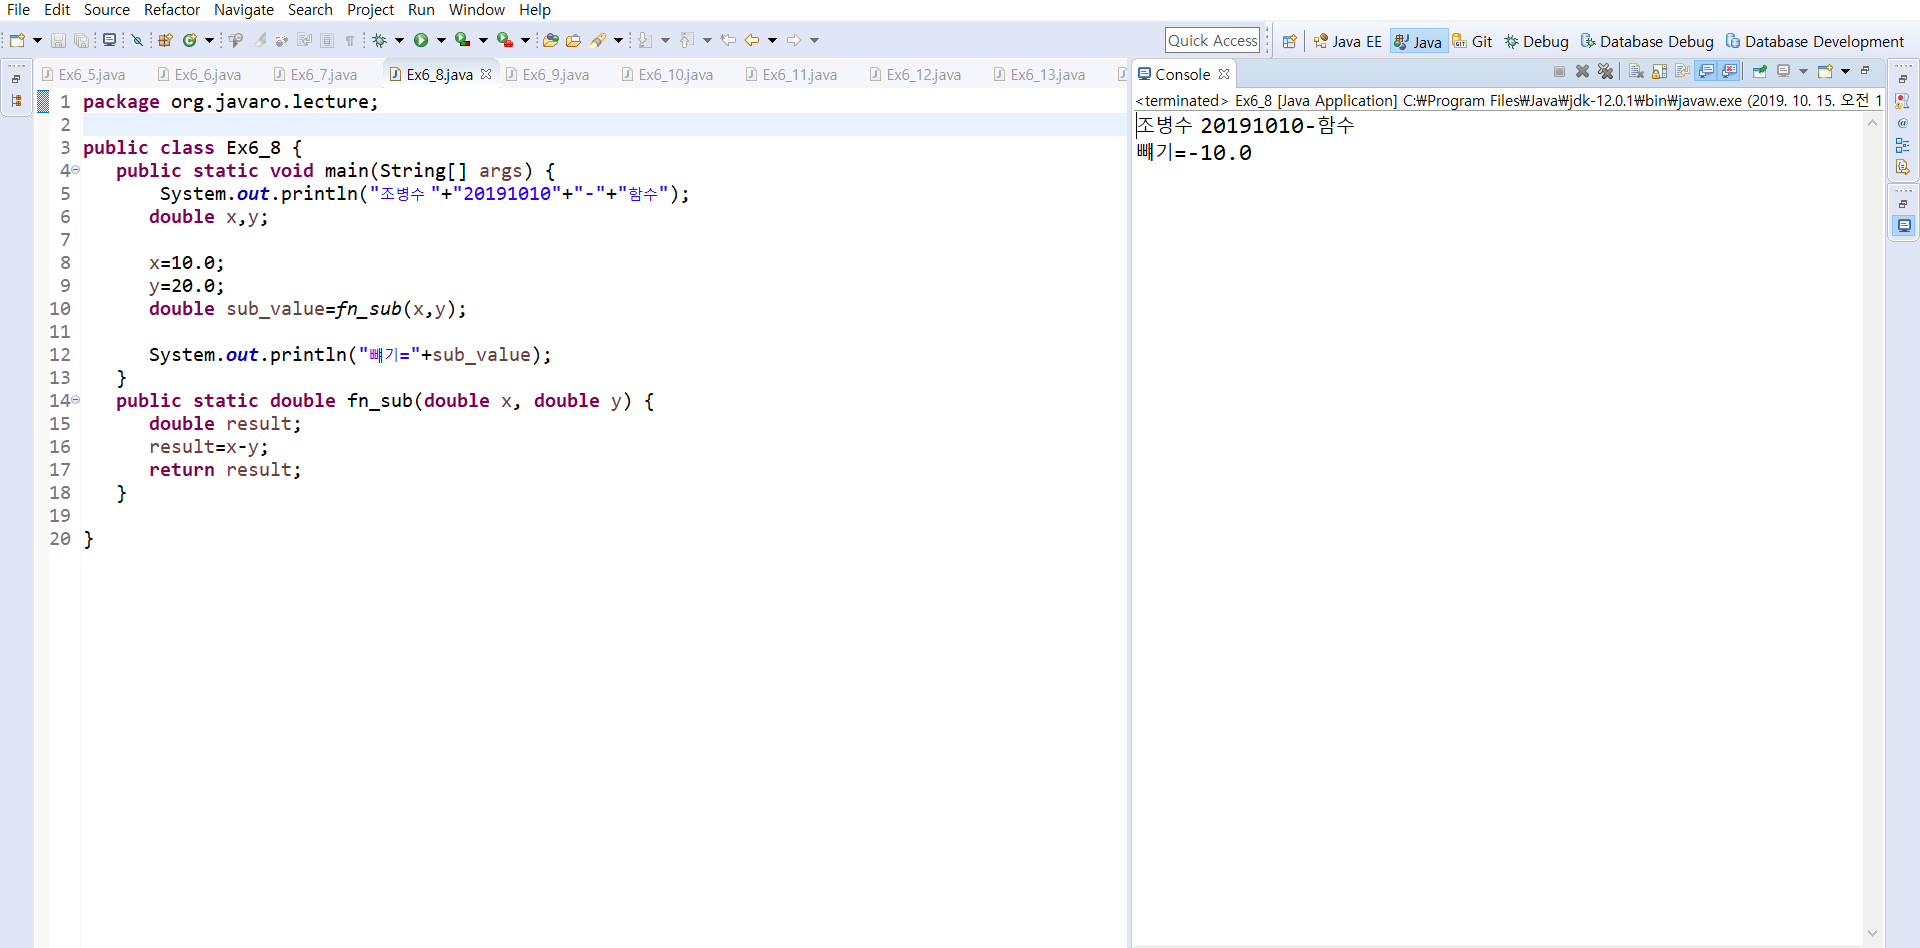 File Edit Source Refactor Navigate Search Project Run Window Help
Quick Access Java EE Java Git Debug Database Debug Database Development
Ex6_5.java Ex6_6.java Ex6_7.java Ex6_8.java Ex6_9.java Ex6_10.java Ex6_11.java Ex6_12.java Ex6_13.java
1 package org.javaro.lecture;
2
3 public class Ex6_8 {
4 public static void main(String[] args) {
5 System.out.println("조병수 "+"20191010"+"-"+"함수");
6 double x,y;
7
8 x=10.0;
9 y=20.0;
10 double sub_value=fn_sub(x,y);
11
12 System.out.println("빼기="+sub_value);
13 }
14 public static double fn_sub(double x, double y) {
15 double result;
16 result=x-y;
17 return result;
18 }
19
20 }
Console
<terminated> Ex6_8 [Java Application] C:₩Program Files₩Java₩jdk-12.0.1₩bin₩javaw.exe (2019. 10. 15. 오전 1
조병수 20191010-함수
빼기=-10.0